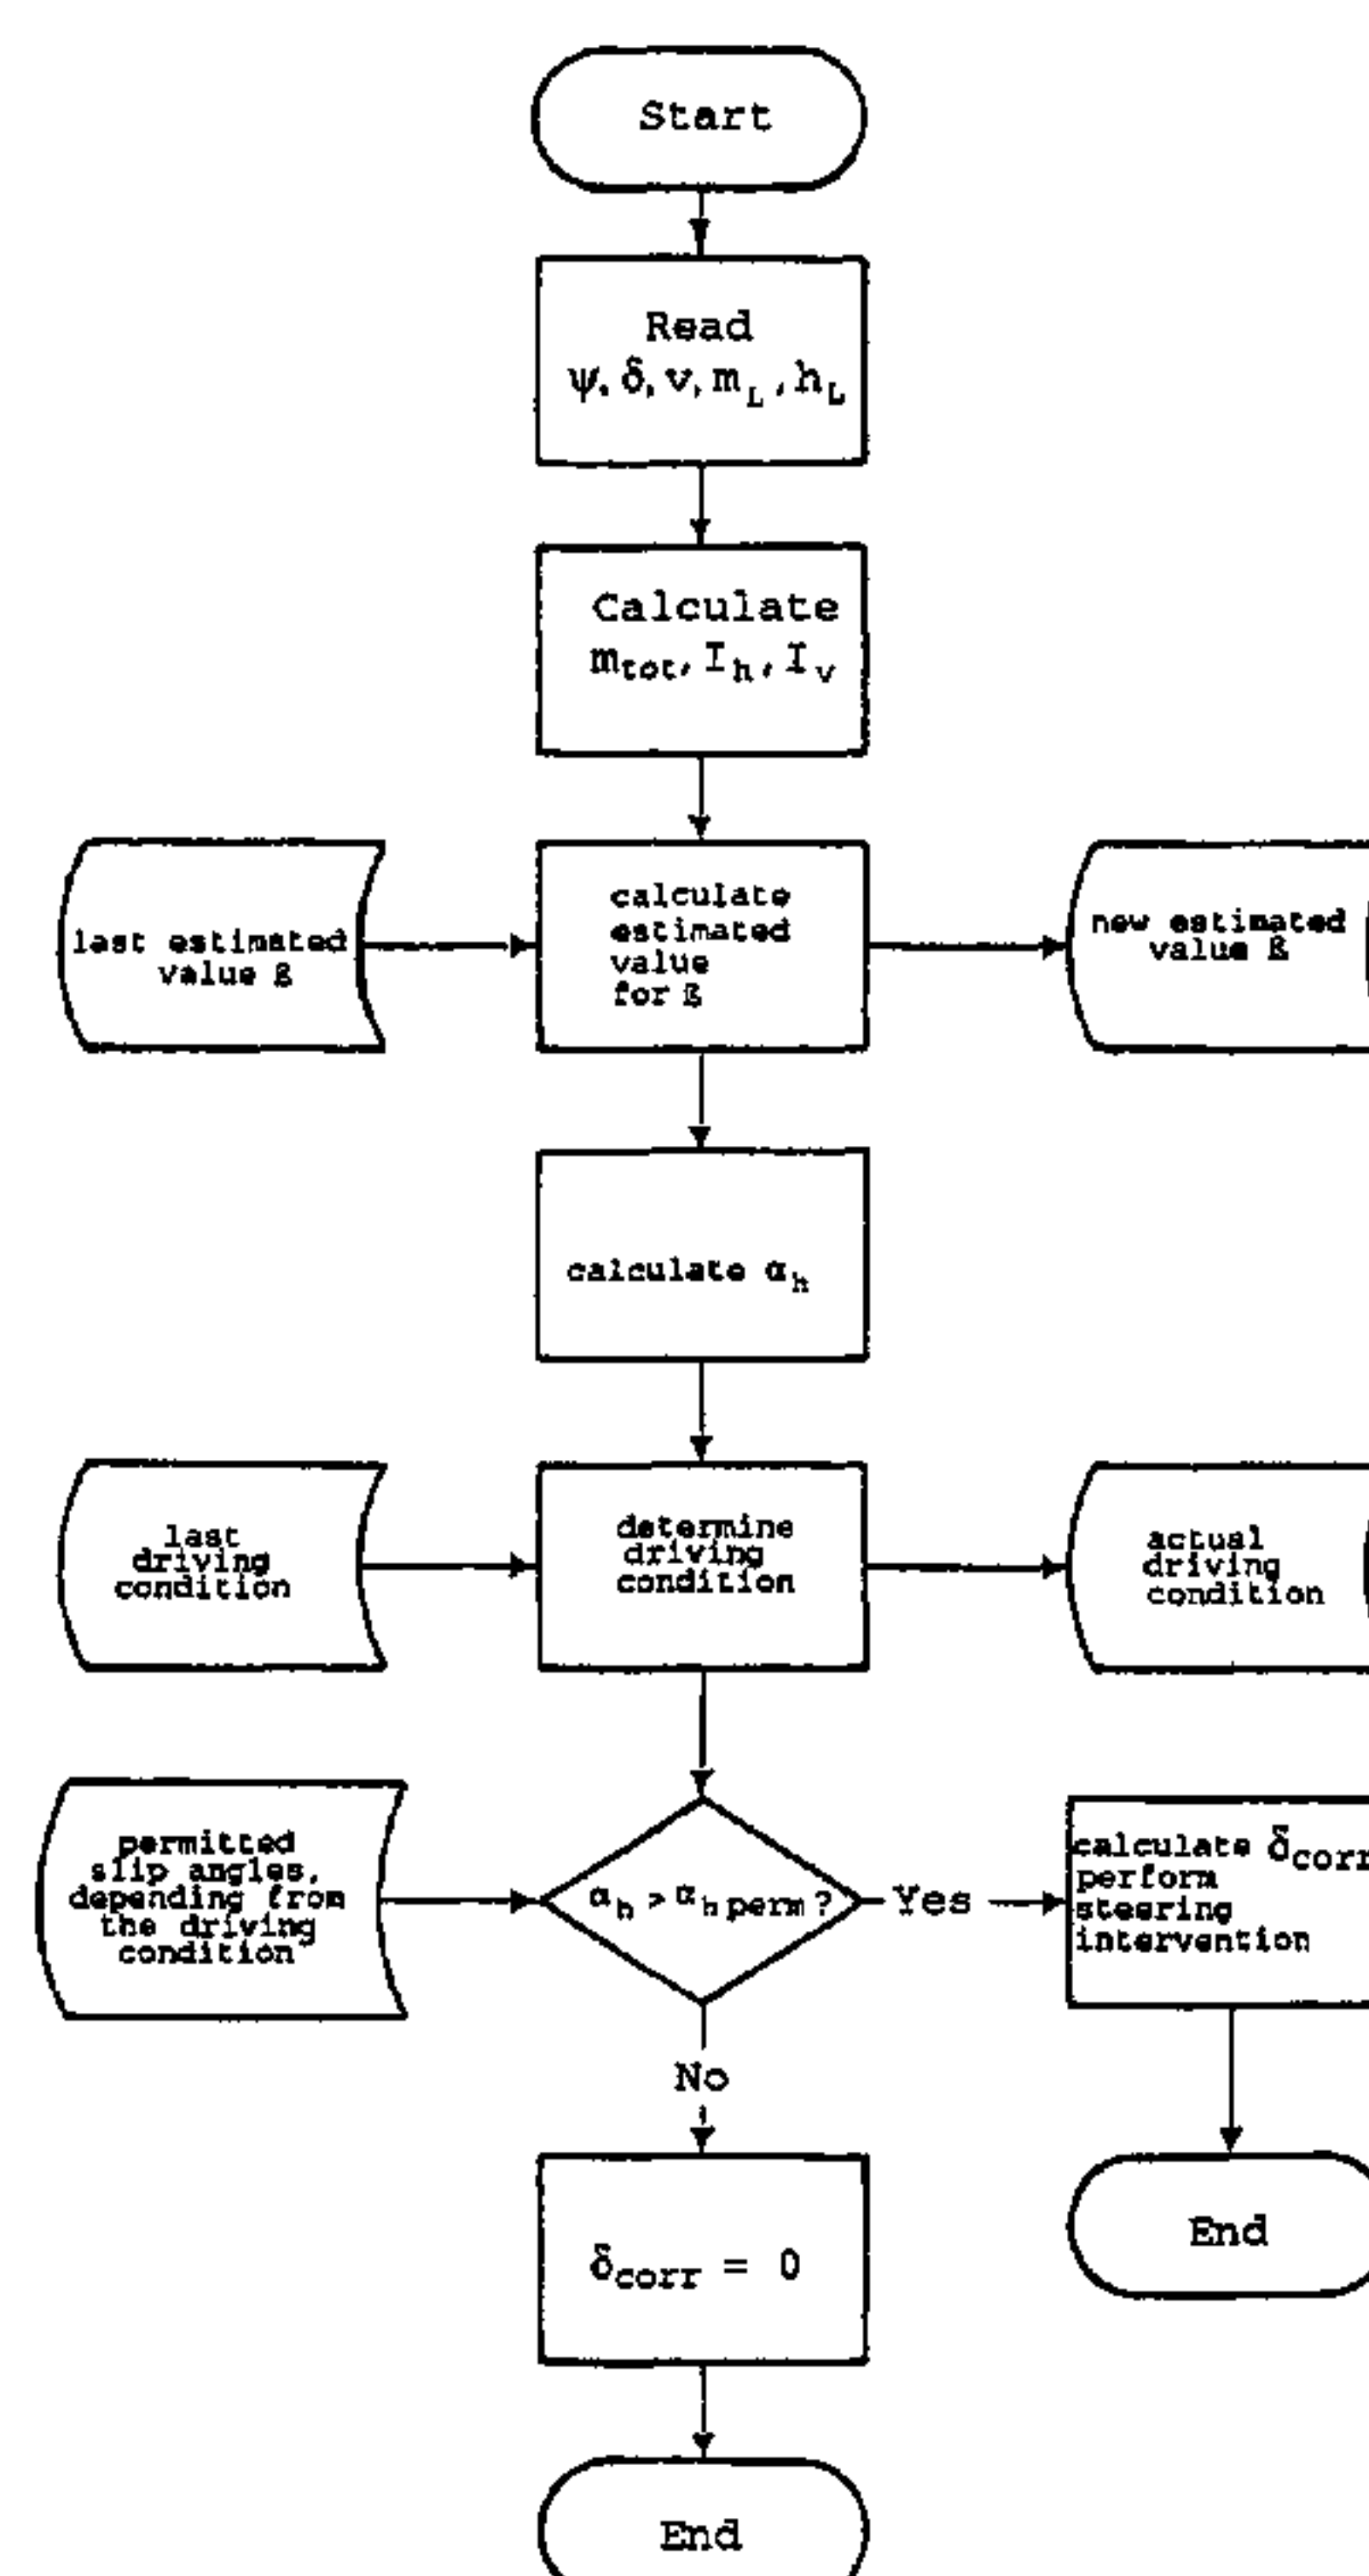 Start
Read
ψ, δ, v, m_L, h_L
Calculate
m_tot, I_h, I_v
last estimated
value ß
calculate
estimated
value
for ß
new estimated
value ß
calculate α_h
last
driving
condition
determine
driving
condition
actual
driving
condition
permitted
slip angles,
depending from
the driving
condition
α_h > α_h perm ?
Yes
calculate δ_corr
perform
steering
intervention
No
δ_corr = 0
End
End